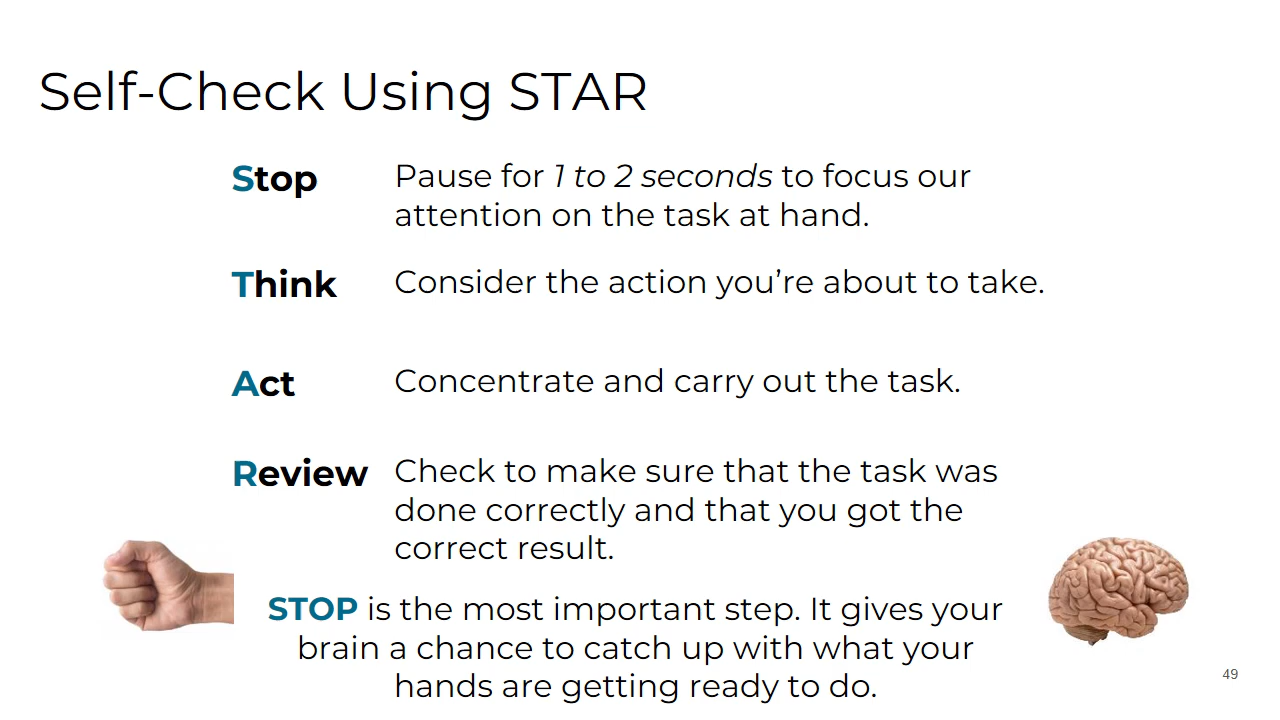 Self-Check Using STAR
Stop Pause for 1 to 2 seconds to focus our
attention on the task at hand.
Think Consider the action you’re about to take.
Act Concentrate and carry out the task.
Review Check to make sure that the task was
done correctly and that you got the
correct result.
STOP is the most important step. It gives your
brain a chance to catch up with what your
hands are getting ready to do.
49